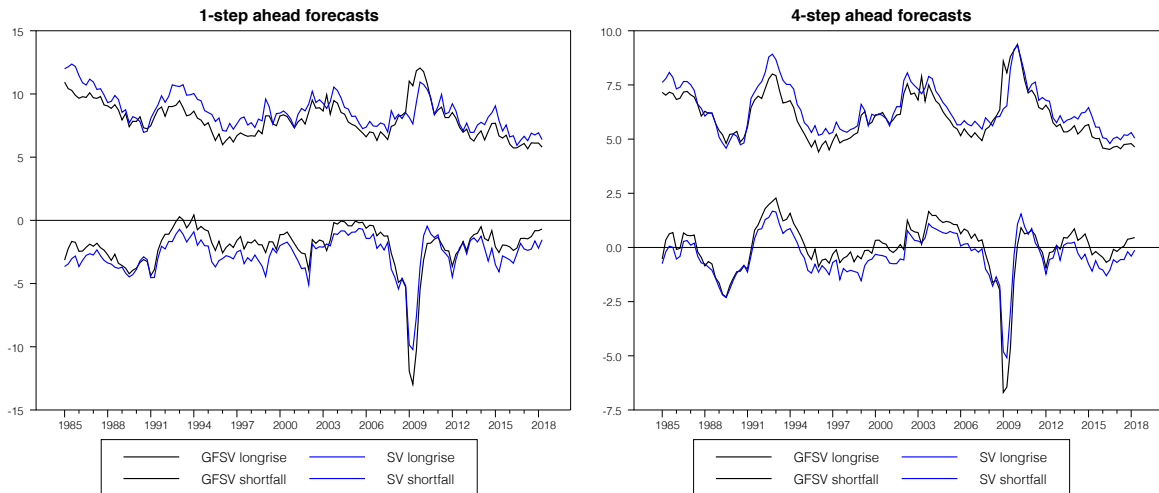 1-step ahead forecasts
15
10
5
0
-5
-10
-15
1985 1988 1991 1994 1997 2000 2003 2006 2009 2012 2015 2018
GFSV longrise SV longrise
GFSV shortfall SV shortfall
4-step ahead forecasts
10.0
7.5
5.0
2.5
0.0
-2.5
-5.0
-7.5
1985 1988 1991 1994 1997 2000 2003 2006 2009 2012 2015 2018
GFSV longrise SV longrise
GFSV shortfall SV shortfall